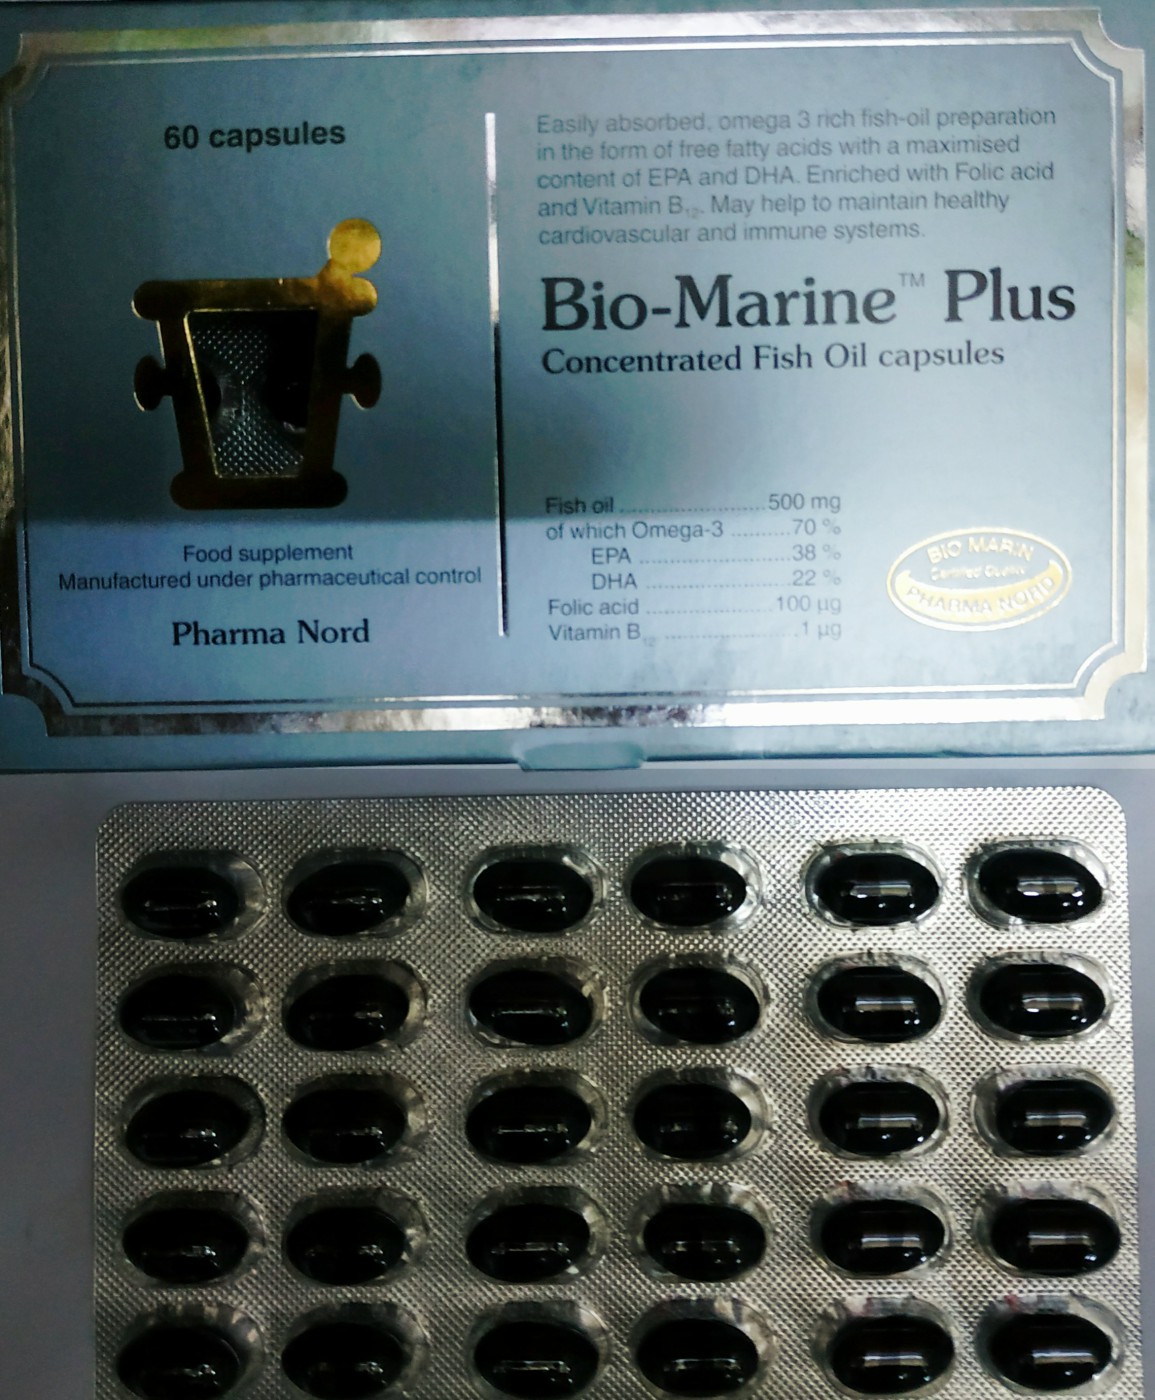 60 capsules
Food supplement
Manufactured under pharmaceutical control
Pharma Nord
Easily absorbed, omega 3 rich fish-oil preparation
in the form of free fatty acids with a maximised
content of EPA and DHA. Enriched with Folic acid
and Vitamin B₁₂. May help to maintain healthy
cardiovascular and immune systems.
Bio-Marine™ Plus
Concentrated Fish Oil capsules
Fish oil ........................500 mg
of which Omega-3 ..........70 %
EPA .........................38 %
DHA .........................22 %
Folic acid .....................100 µg
Vitamin B₁₂ ......................1 µg
BIO MARIN
Certified Quality
PHARMA NORD